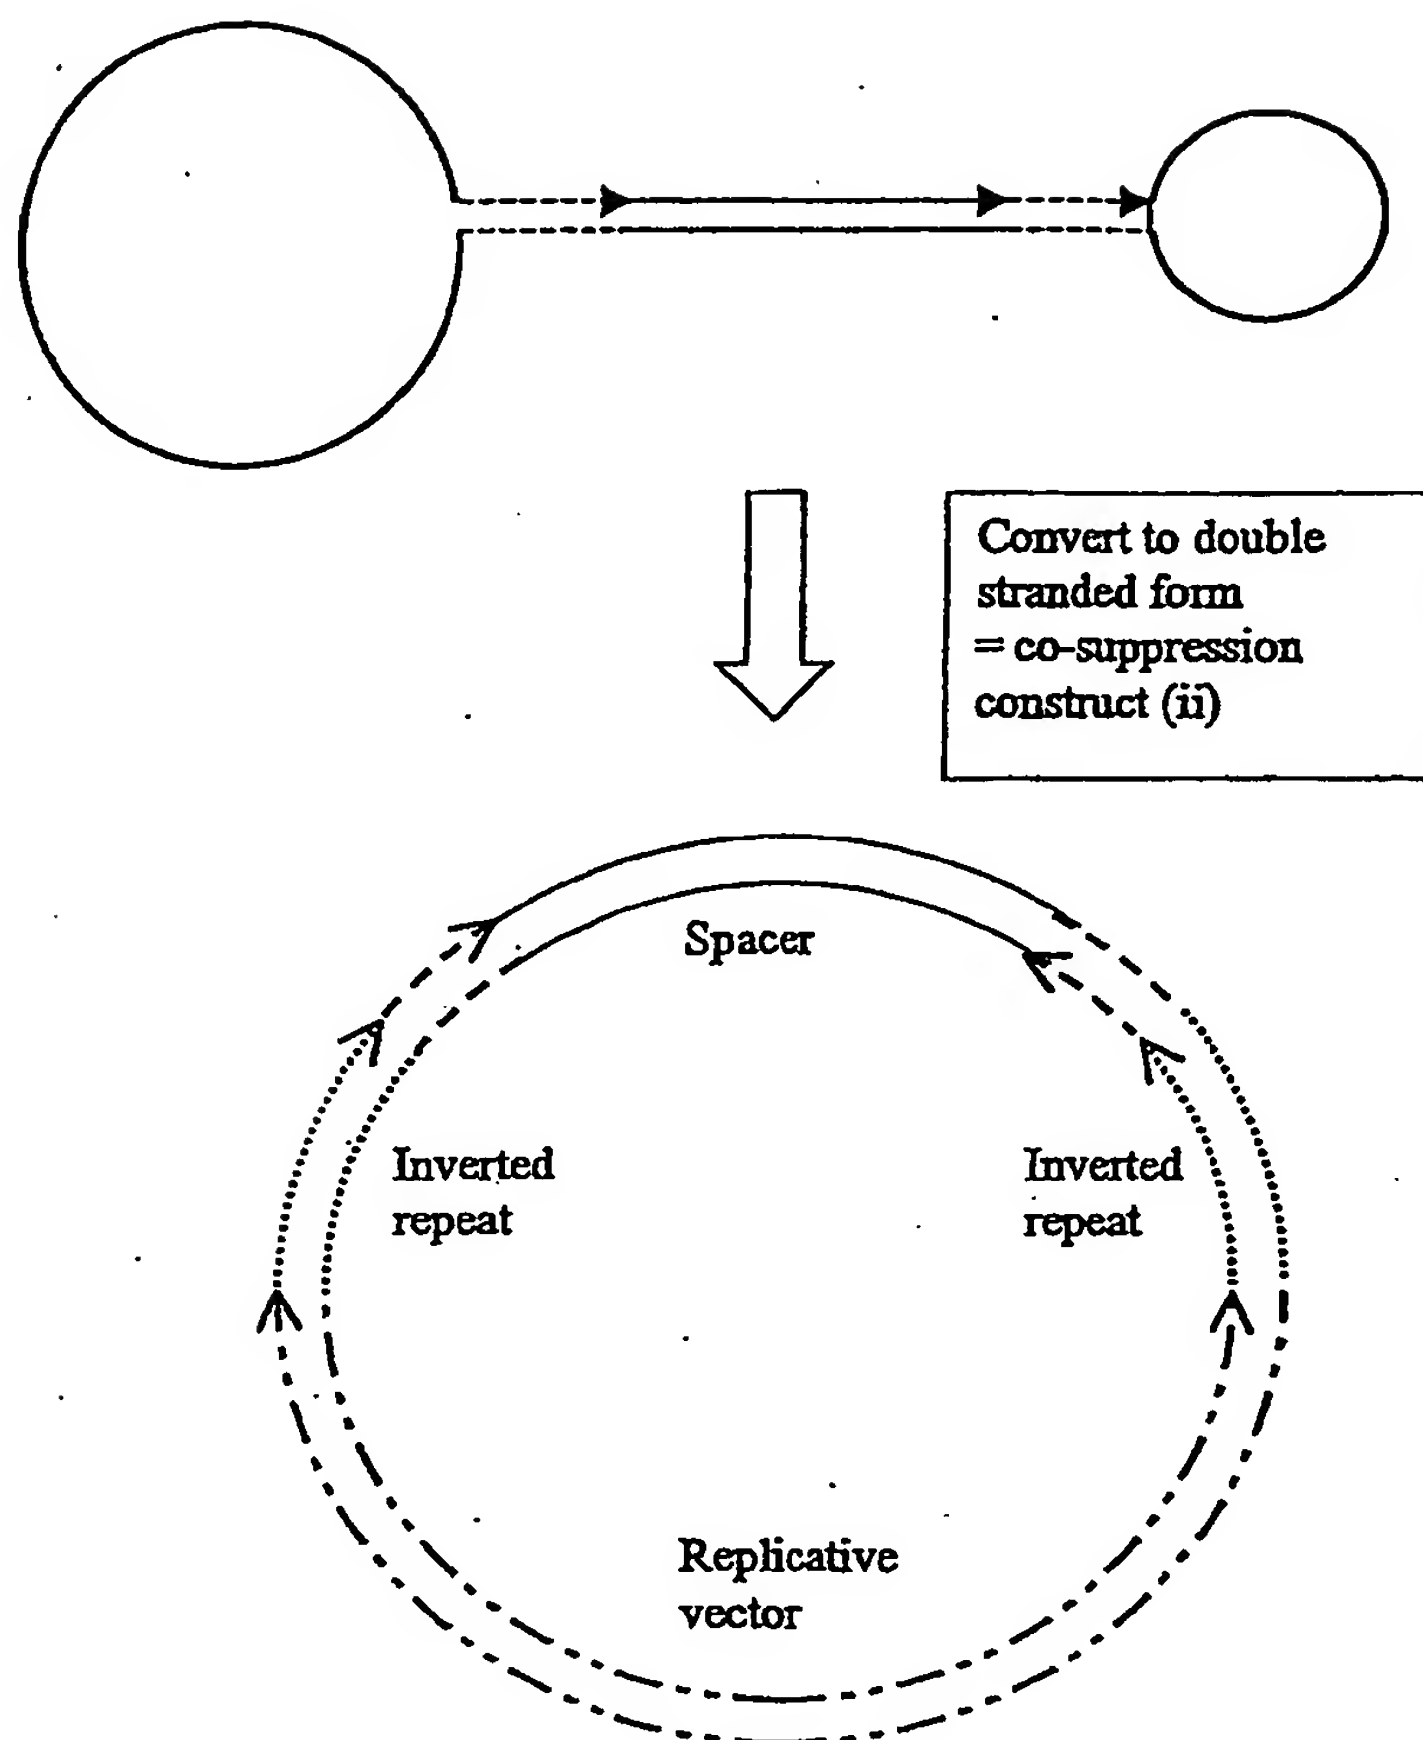 Convert to double
stranded form
= co-suppression
construct (ii)
Spacer
Inverted
repeat
Inverted
repeat
Replicative
vector